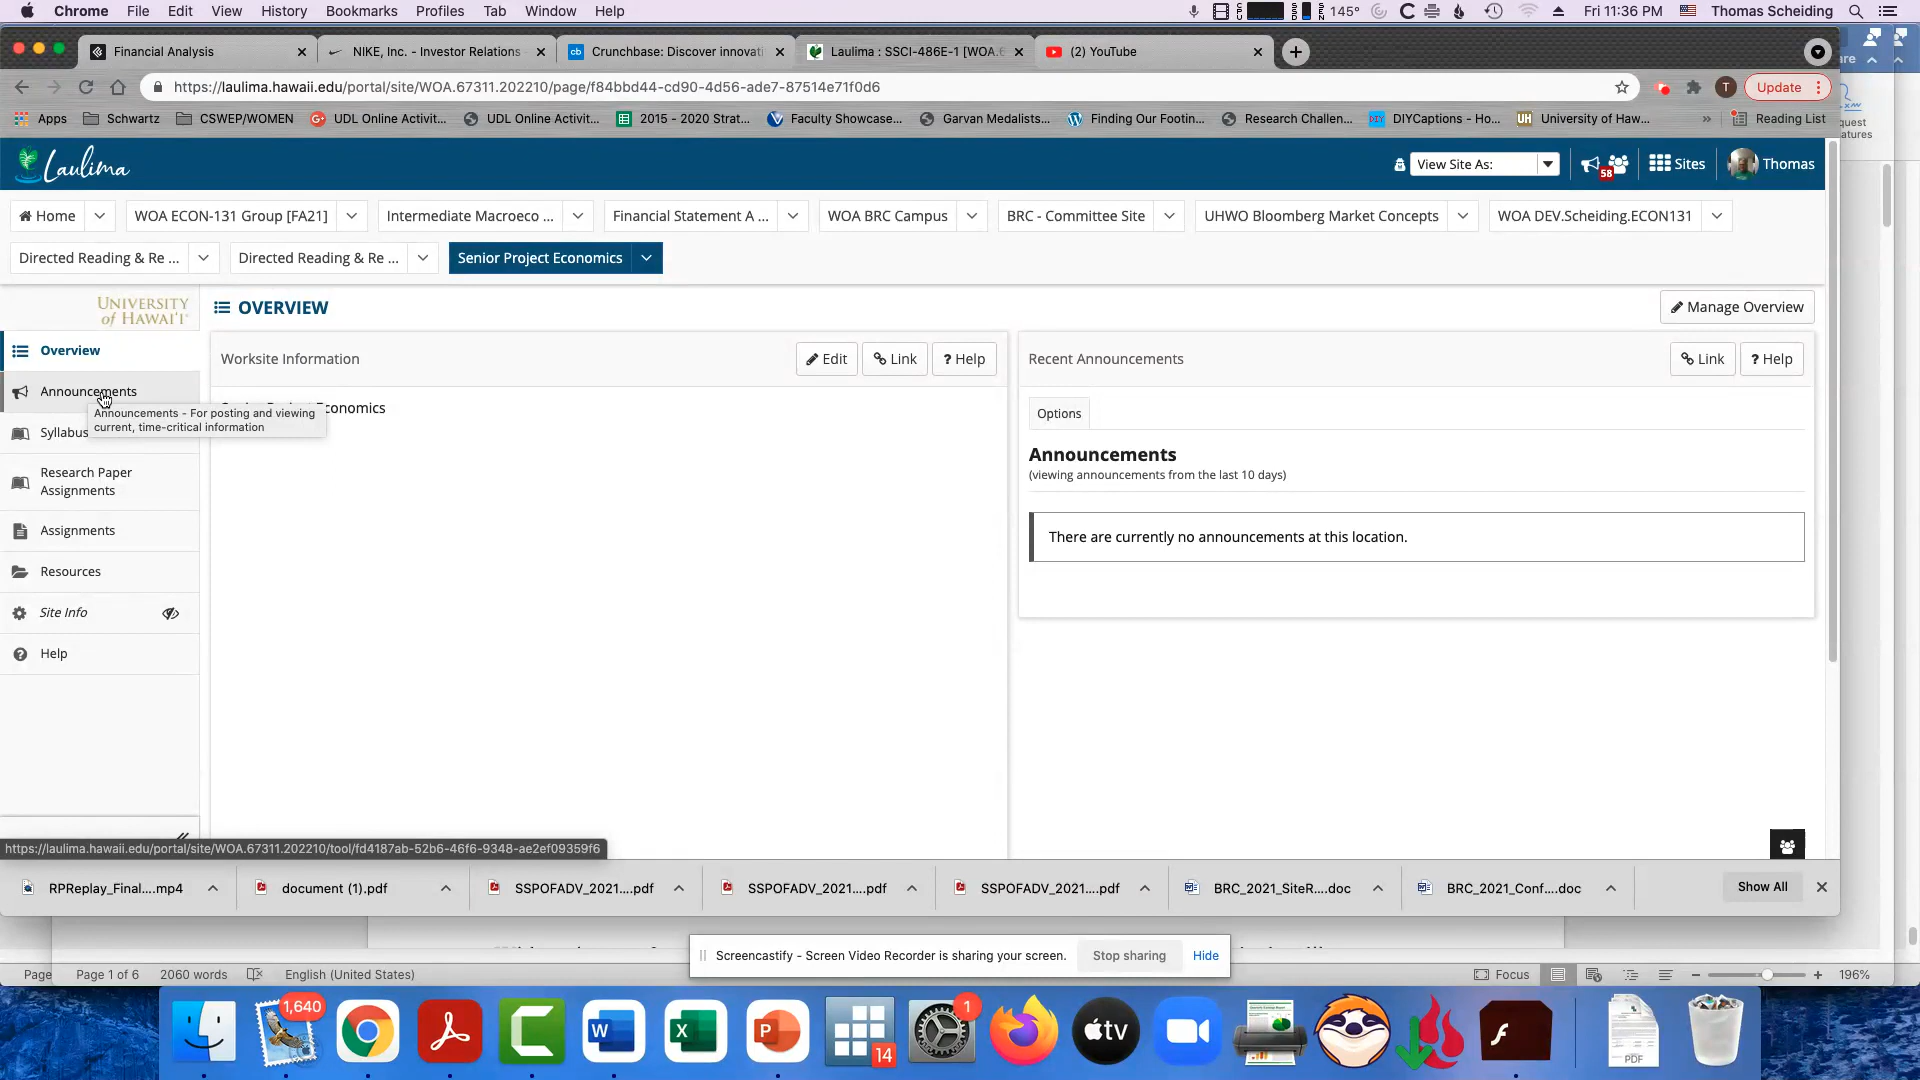 Chrome File Edit View History Bookmarks Profiles Tab Window Help 145° Fri 11:36 PM Thomas Scheiding
Financial Analysis NIKE, Inc. - Investor Relations Crunchbase: Discover innovati Laulima : SSCI-486E-1 [WOA.6 (2) YouTube
https://laulima.hawaii.edu/portal/site/WOA.67311.202210/page/f84bbd44-cd90-4d56-ade7-87514e71f0d6 T Update
Apps Schwartz CSWEP/WOMEN UDL Online Activit... UDL Online Activit... 2015 - 2020 Strat... Faculty Showcase... Garvan Medalists... Finding Our Footin... Research Challen... DIYCaptions - Ho... University of Haw... » Reading List
Laulima View Site As: 58 Sites Thomas
Home WOA ECON-131 Group [FA21] Intermediate Macroeco ... Financial Statement A ... WOA BRC Campus BRC - Committee Site UHWO Bloomberg Market Concepts WOA DEV.Scheiding.ECON131
Directed Reading & Re ... Directed Reading & Re ... Senior Project Economics
UNIVERSITY of HAWAI'I
OVERVIEW Manage Overview
Overview
Announcements
Syllabus
Research Paper Assignments
Assignments
Resources
Site Info
Help
Worksite Information Edit Link ? Help
Economics
Announcements - For posting and viewing
current, time-critical information
Recent Announcements Link ? Help
Options
Announcements
(viewing announcements from the last 10 days)
There are currently no announcements at this location.
https://laulima.hawaii.edu/portal/site/WOA.67311.202210/tool/fd4187ab-52b6-46f6-9348-ae2ef09359f6
RPReplay_Final....mp4 document (1).pdf SSPOFADV_2021....pdf SSPOFADV_2021....pdf SSPOFADV_2021....pdf BRC_2021_SiteR....doc BRC_2021_Conf....doc Show All
Screencastify - Screen Video Recorder is sharing your screen. Stop sharing Hide
Page Page 1 of 6 2060 words English (United States) Focus 196%
1,640 14 1 tv PDF